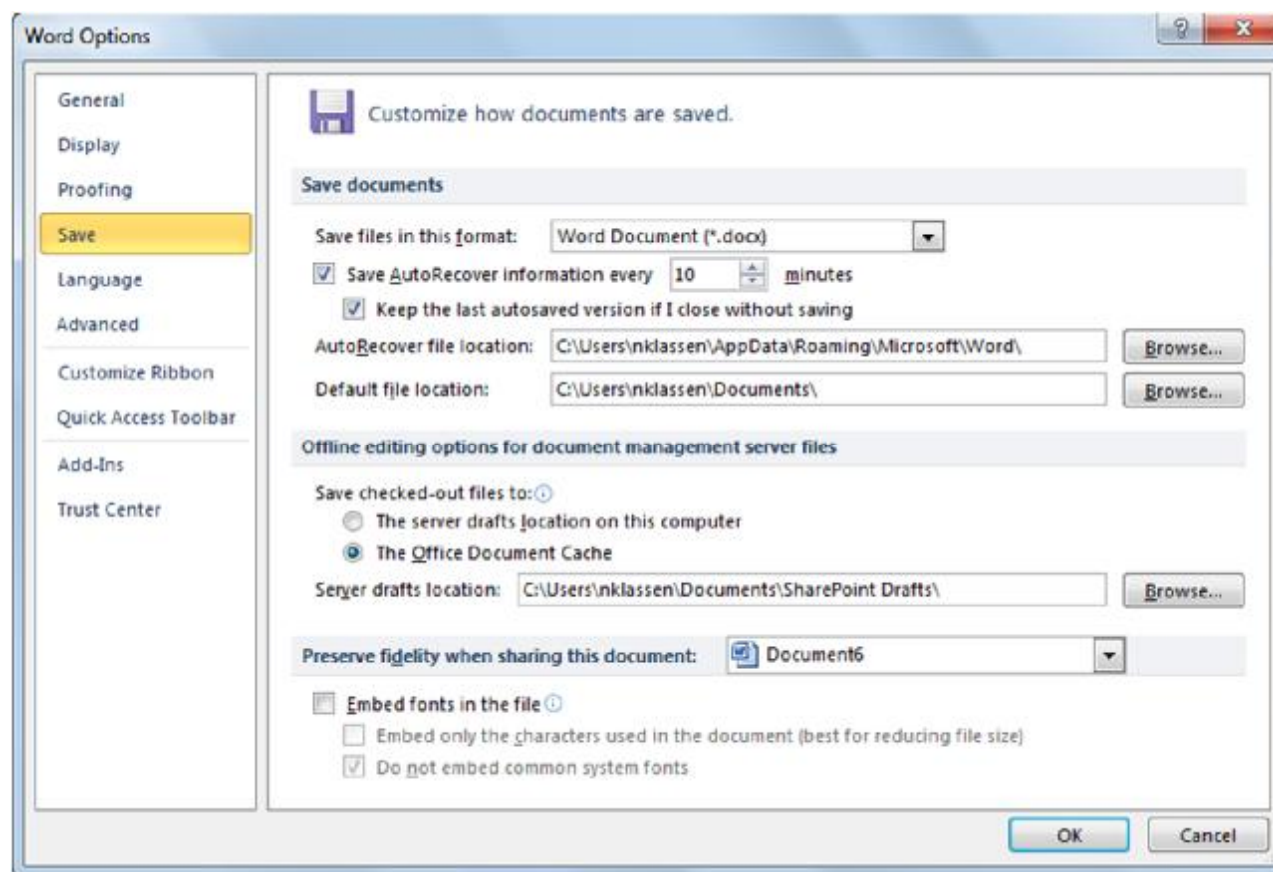 Word Options
General
Display
Proofing
Save
Language
Advanced
Customize Ribbon
Quick Access Toolbar
Add-Ins
Trust Center
Customize how documents are saved.
Save documents
Save files in this format: Word Document (*.docx)
Save AutoRecover information every 10 minutes
Keep the last autosaved version if I close without saving
AutoRecover file location: C:\Users\nklassen\AppData\Roaming\Microsoft\Word\ Browse...
Default file location: C:\Users\nklassen\Documents\ Browse...
Offline editing options for document management server files
Save checked-out files to:
The server drafts location on this computer
The Office Document Cache
Server drafts location: C:\Users\nklassen\Documents\SharePoint Drafts\ Browse...
Preserve fidelity when sharing this document: Document6
Embed fonts in the file
Embed only the characters used in the document (best for reducing file size)
Do not embed common system fonts
OK Cancel